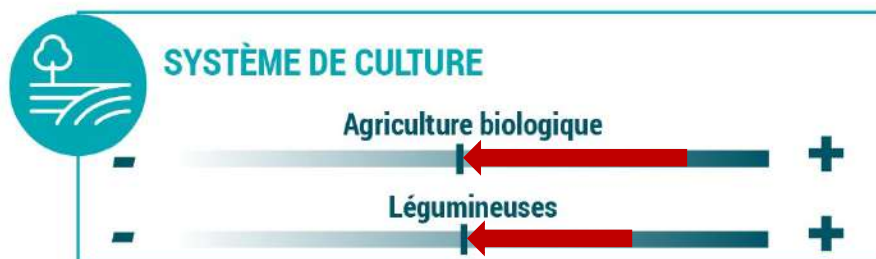 SYSTÈME DE CULTURE
Agriculture biologique
- +
Légumineuses
- +